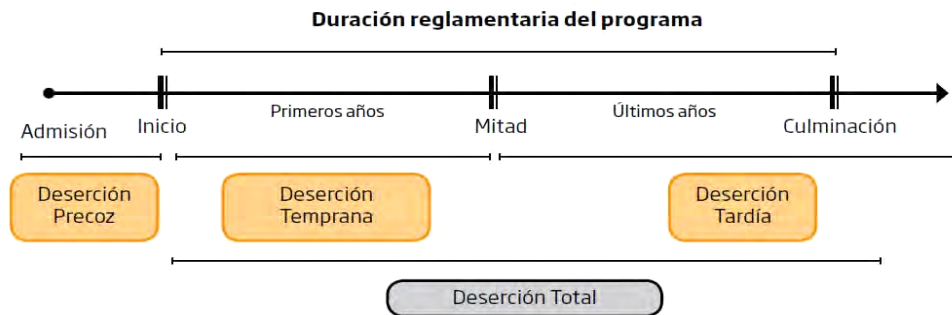 Duración reglamentaria del programa
Primeros años
Últimos años
Admisión
Inicio
Mitad
Culminación
Deserción
Precoz
Deserción
Temprana
Deserción
Tardía
Deserción Total